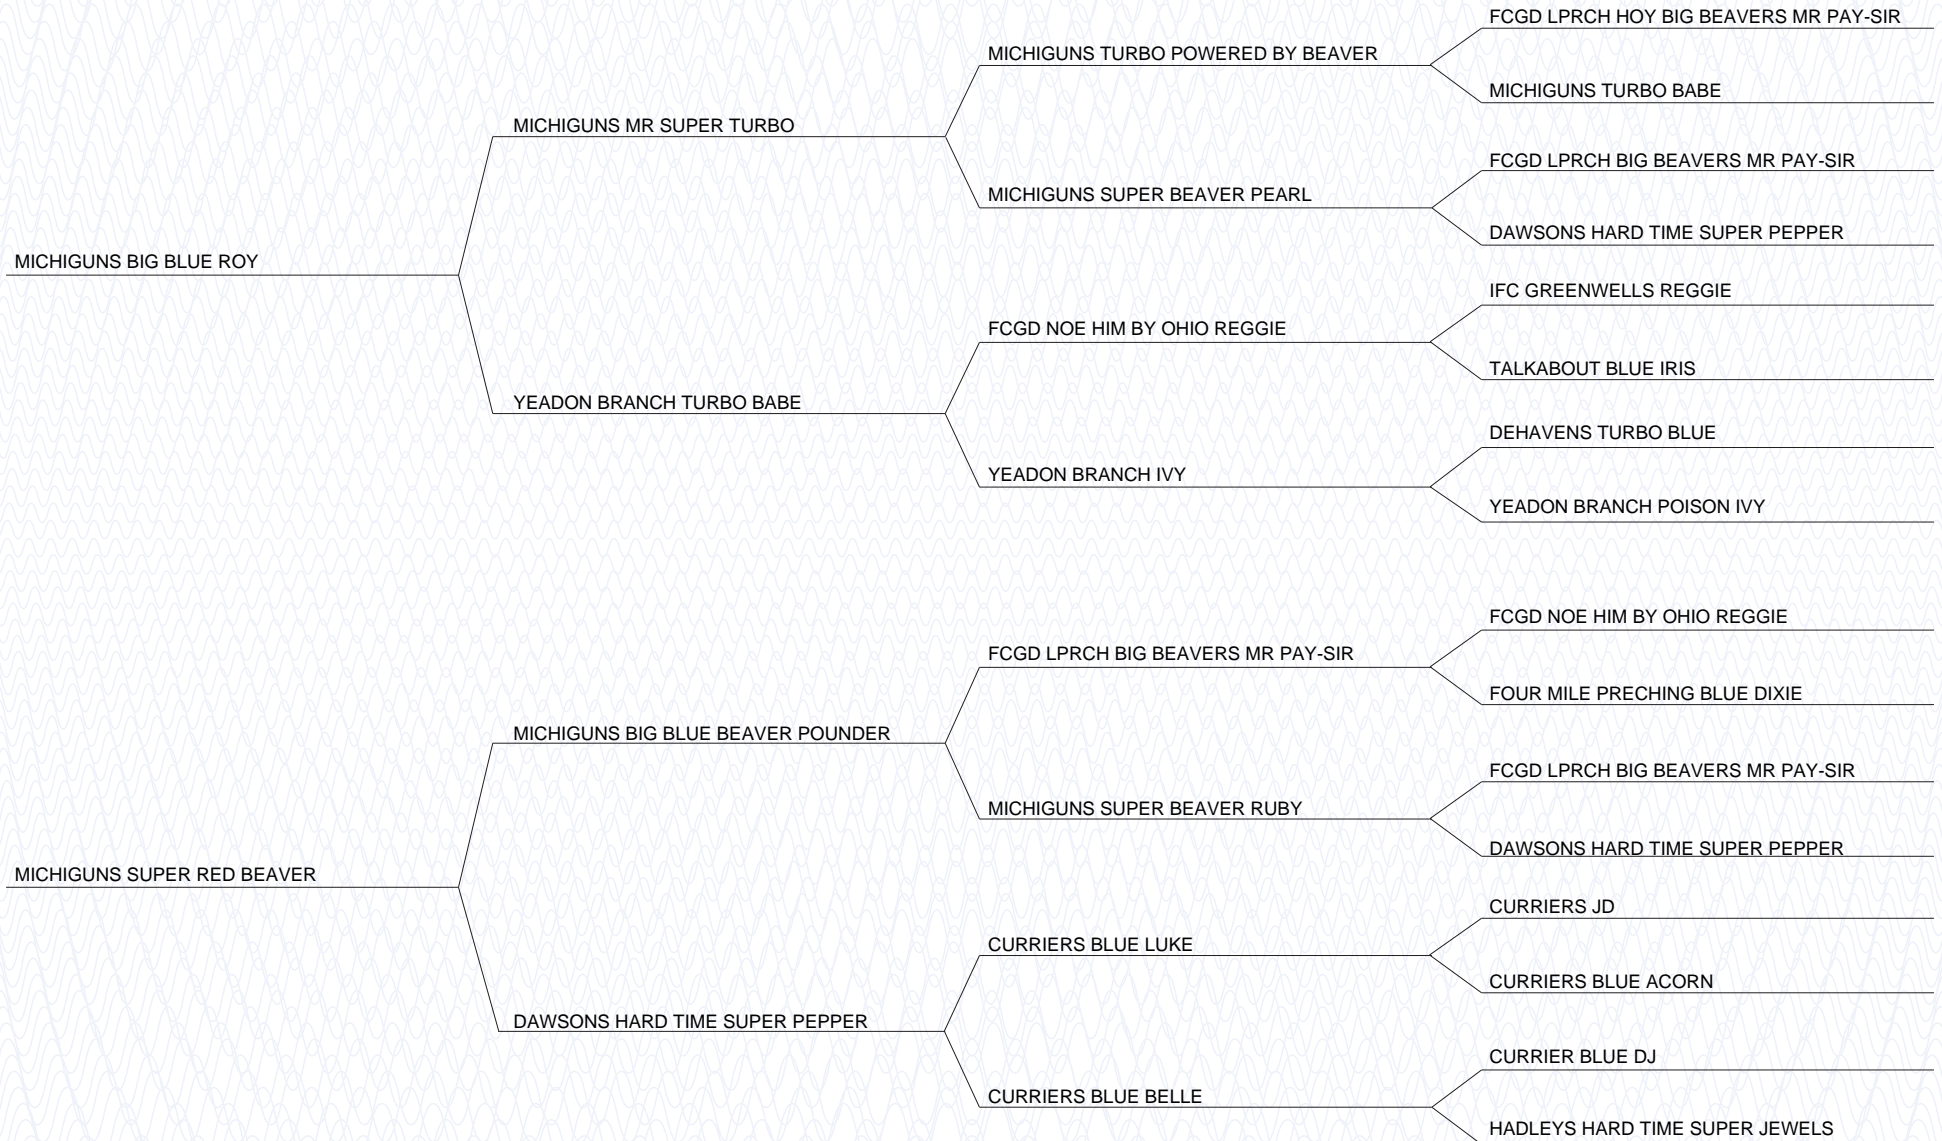 FCGD LPRCH HOY BIG BEAVERS MR PAY-SIR
MICHIGUNS TURBO POWERED BY BEAVER
MICHIGUNS TURBO BABE
MICHIGUNS MR SUPER TURBO
FCGD LPRCH BIG BEAVERS MR PAY-SIR
MICHIGUNS SUPER BEAVER PEARL
DAWSONS HARD TIME SUPER PEPPER
MICHIGUNS BIG BLUE ROY
IFC GREENWELLS REGGIE
FCGD NOE HIM BY OHIO REGGIE
TALKABOUT BLUE IRIS
YEADON BRANCH TURBO BABE
DEHAVENS TURBO BLUE
YEADON BRANCH IVY
YEADON BRANCH POISON IVY
FCGD NOE HIM BY OHIO REGGIE
FCGD LPRCH BIG BEAVERS MR PAY-SIR
FOUR MILE PRECHING BLUE DIXIE
MICHIGUNS BIG BLUE BEAVER POUNDER
FCGD LPRCH BIG BEAVERS MR PAY-SIR
MICHIGUNS SUPER BEAVER RUBY
DAWSONS HARD TIME SUPER PEPPER
MICHIGUNS SUPER RED BEAVER
CURRIERS JD
CURRIERS BLUE LUKE
CURRIERS BLUE ACORN
DAWSONS HARD TIME SUPER PEPPER
CURRIER BLUE DJ
CURRIERS BLUE BELLE
HADLEYS HARD TIME SUPER JEWELS